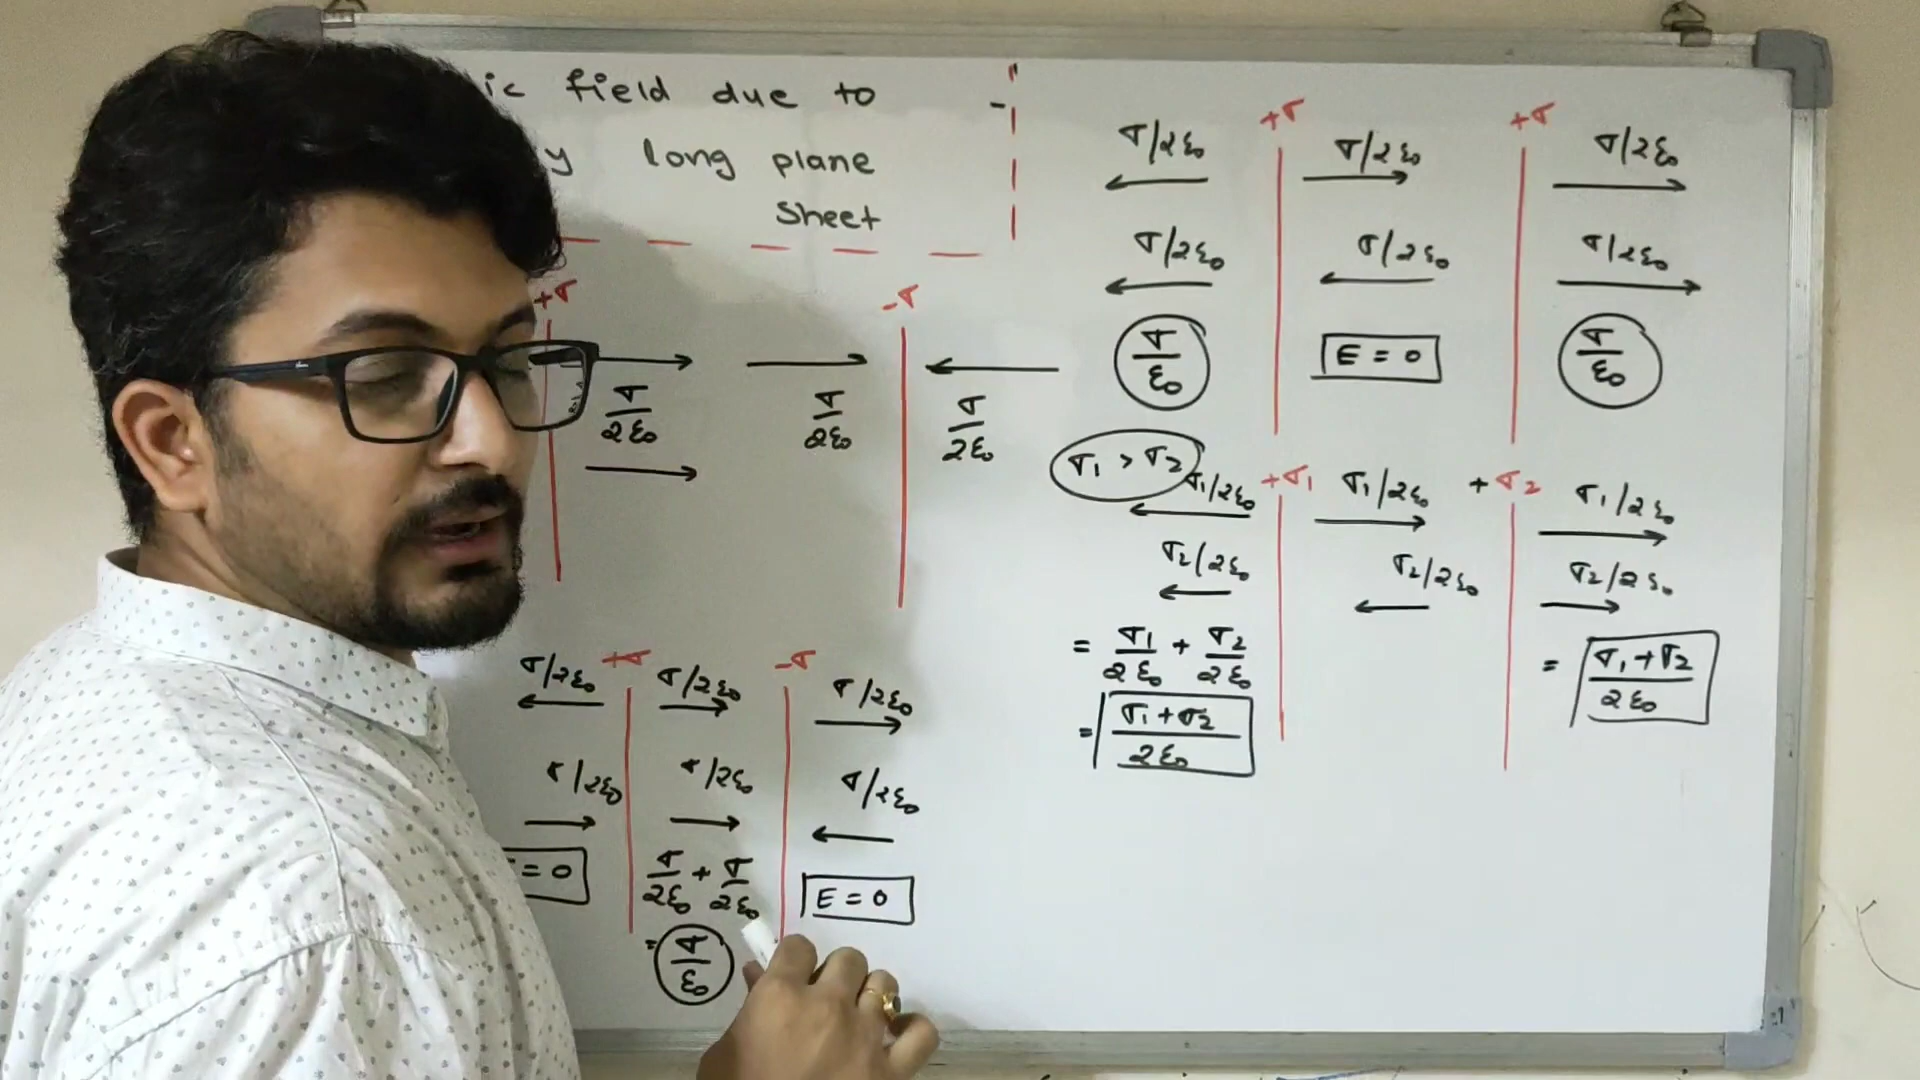 ic field due to
y long plane
Sheet
+σ
-σ
σ/2ε₀
σ/2ε₀
σ/2ε₀
σ/2ε₀ +σ σ/2ε₀ -σ σ/2ε₀
σ/2ε₀ σ/2ε₀ σ/2ε₀
= 0
σ/2ε₀ + σ/2ε₀
E = 0
= σ/ε₀
σ/2ε₀ +σ σ/2ε₀ +σ σ/2ε₀
σ/2ε₀ σ/2ε₀ σ/2ε₀
σ/ε₀ E = 0 σ/ε₀
σ₁ > σ₂
σ₁/2ε₀ +σ₁ σ₁/2ε₀ +σ₂ σ₁/2ε₀
σ₂/2ε₀ σ₂/2ε₀ σ₂/2ε₀
= σ₁/2ε₀ + σ₂/2ε₀
= σ₁+σ₂/2ε₀
= σ₁+σ₂/2ε₀